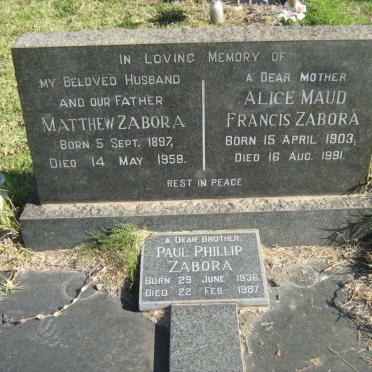 IN LOVING MEMORY OF
MY BELOVED HUSBAND
AND OUR FATHER
MATTHEW ZABORA
BORN 5 SEPT. 1897,
DIED 14 MAY 1959.
A DEAR MOTHER
ALICE MAUD
FRANCIS ZABORA
BORN 15 APRIL 1903,
DIED 16 AUG. 1991.
REST IN PEACE
A DEAR BROTHER,
PAUL PHILLIP
ZABORA
BORN 29 JUNE 1936,
DIED 22 FEB. 1987.